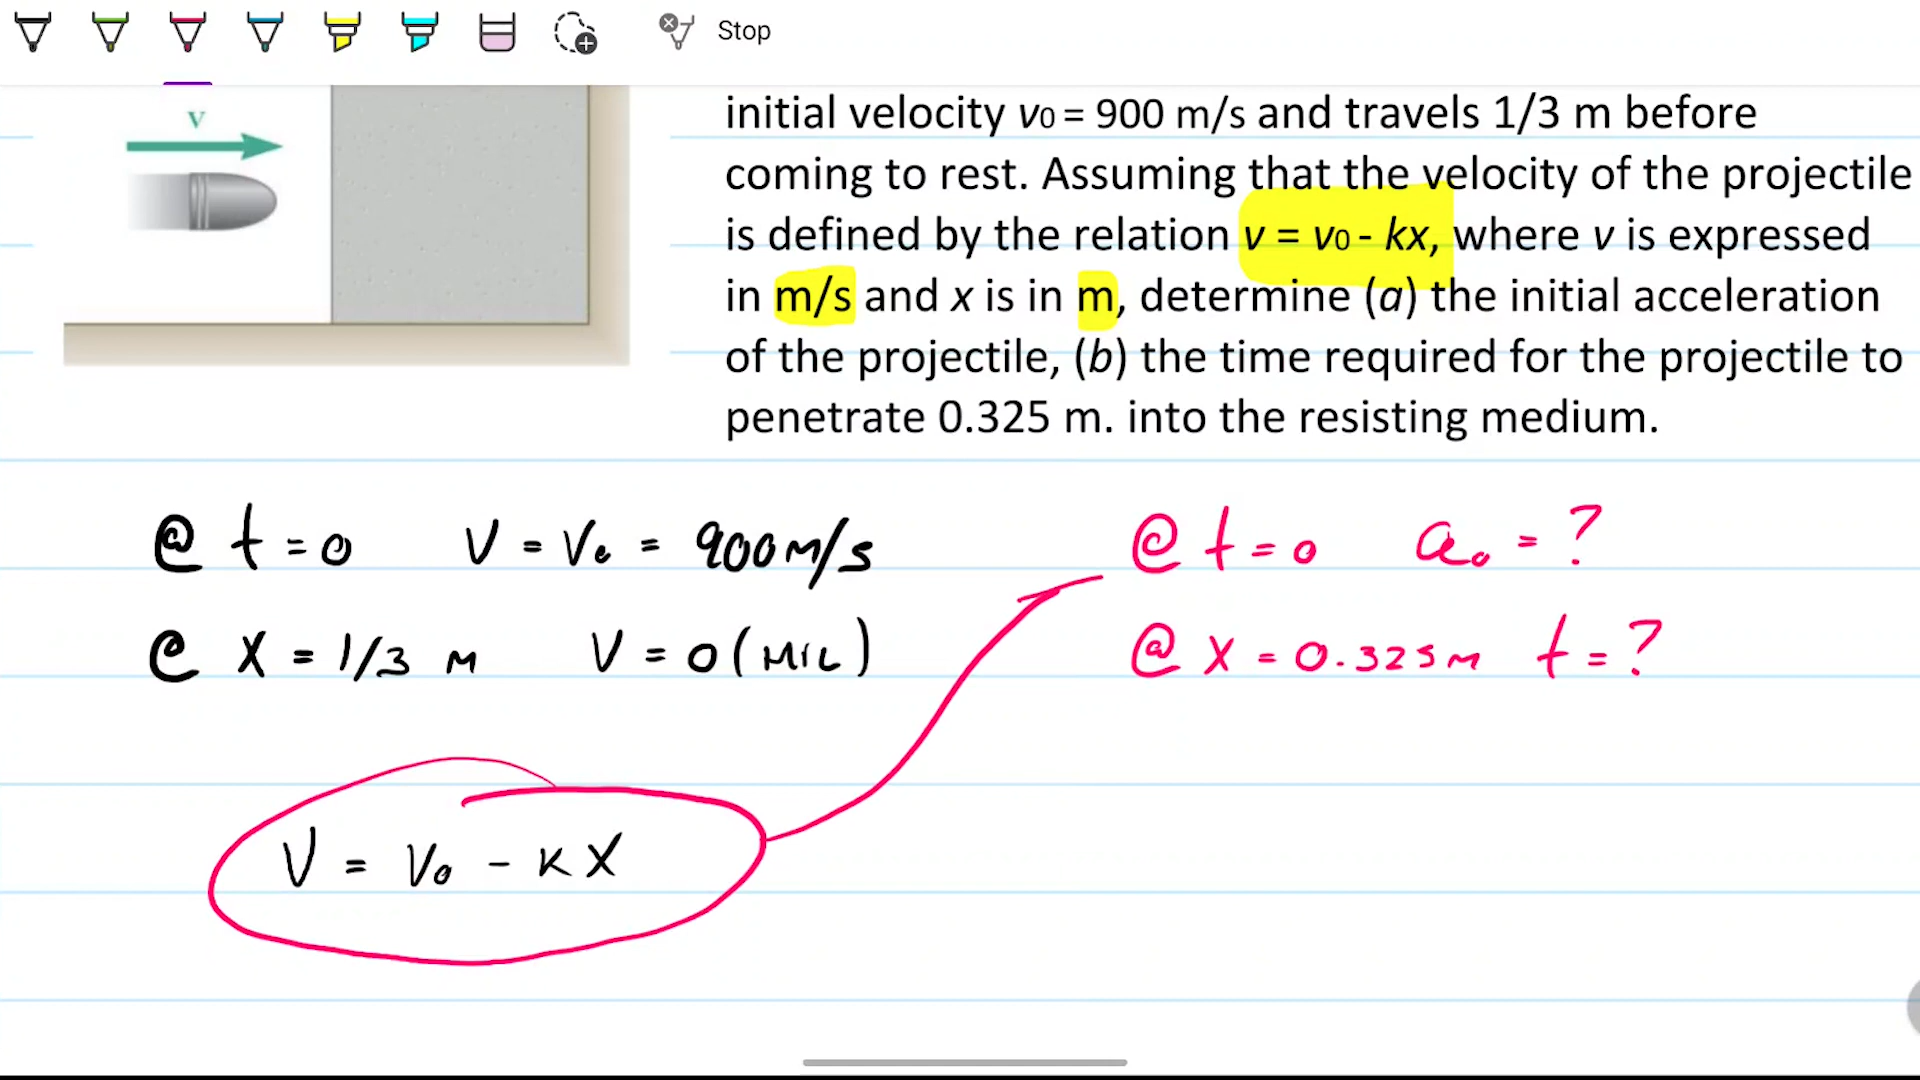 Stop
V
initial velocity v0 = 900 m/s and travels 1/3 m before
coming to rest. Assuming that the velocity of the projectile
is defined by the relation v = v0 - kx, where v is expressed
in m/s and x is in m, determine (a) the initial acceleration
of the projectile, (b) the time required for the projectile to
penetrate 0.325 m. into the resisting medium.
@ t = 0 V = V0 = 900 M/S
@ X = 1/3 M V = 0 (M/L)
@ t = 0 a0 = ?
@ X = 0.325M t = ?
V = V0 - KX